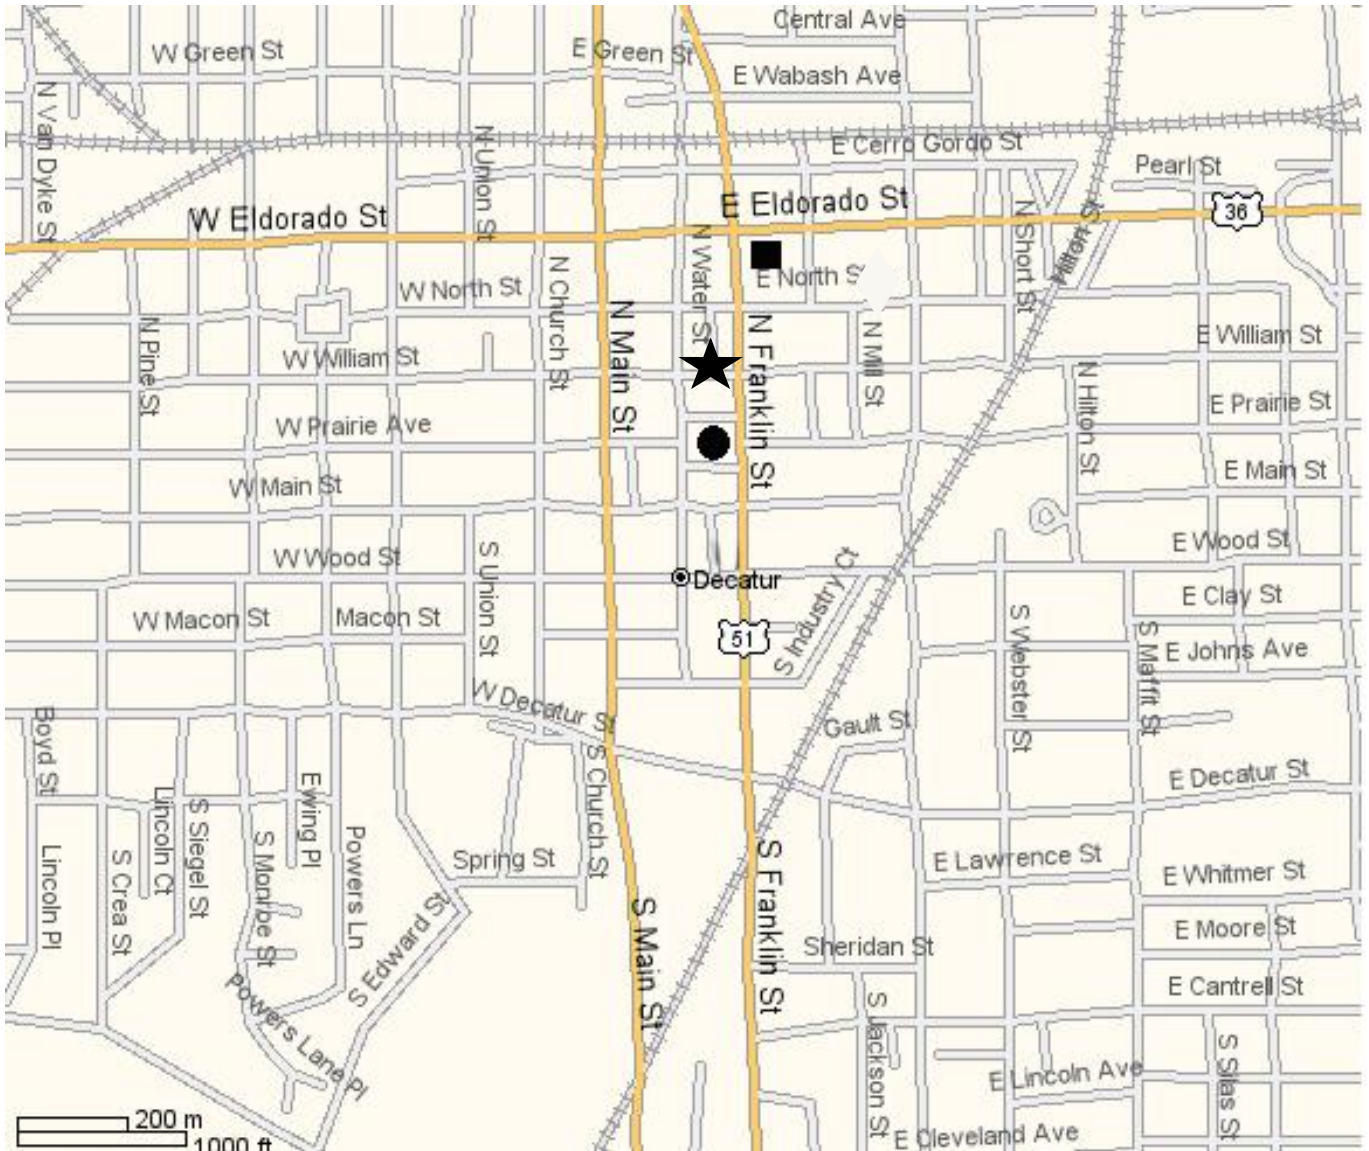 Central Ave
W Green St
E Green St
E Wabash Ave
N Van Dyke St
N Union St
E Cerro Gordo St
Pearl St
W Eldorado St
E Eldorado St
36
N Short St
Hilton St
N Water St
E North St
W North St
N Church St
N Main St
N Pine St
N Franklin St
N Mill St
E William St
W William St
N Hilton St
E Prairie St
W Prairie Ave
E Main St
W Main St
E Wood St
W Wood St
S Union St
Decatur
S Industry Ct
E Clay St
W Macon St
Macon St
51
S Webster St
S Maffit St
E Johns Ave
W Decatur St
Boyd St
Gault St
S Church St
E Decatur St
Lincoln Ct
S Siegel St
Ewing Pl
S Monroe St
Powers Ln
Lincoln Pl
S Crea St
Spring St
E Lawrence St
E Whitmer St
S Franklin St
S Main St
S Edward St
E Moore St
Sheridan St
E Cantrell St
Powers Lane Pl
S Jackson St
S Silas St
E Lincoln Ave
200 m
1000 ft
E Cleveland Ave